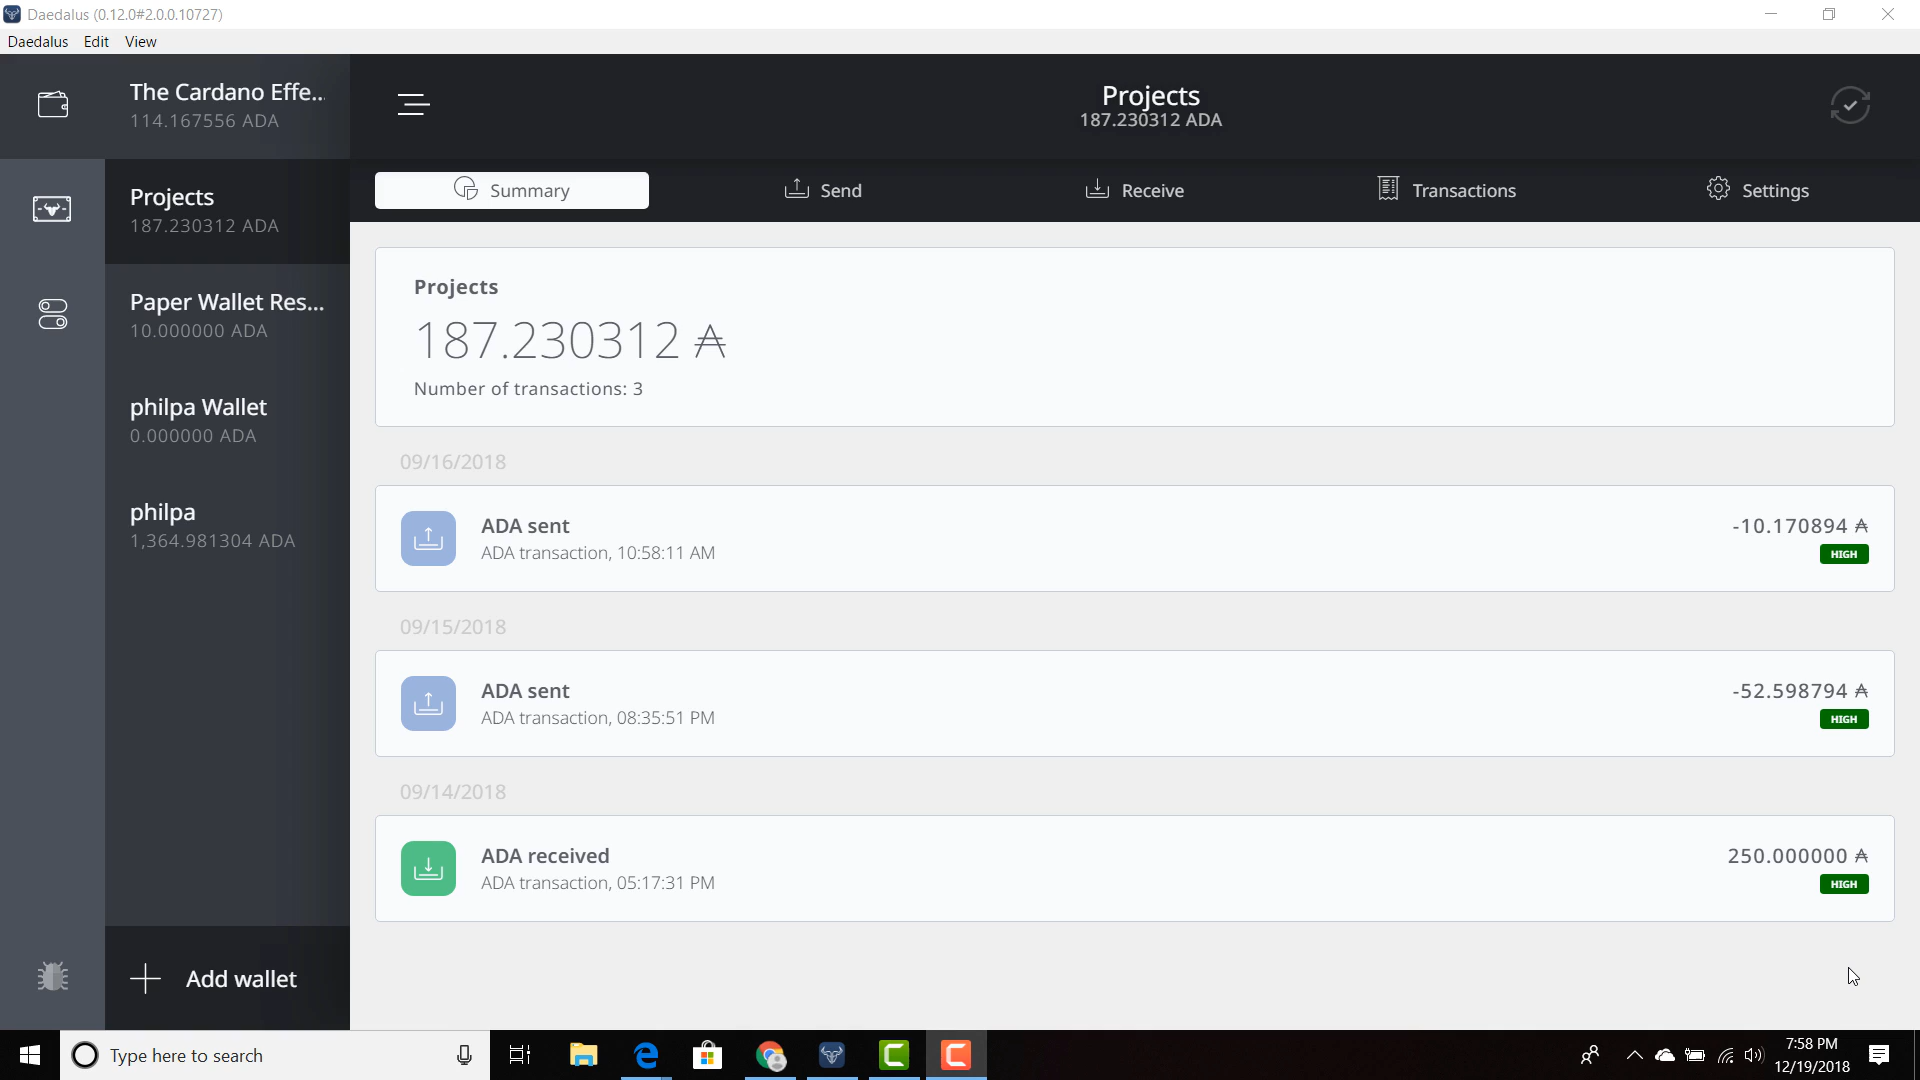 Daedalus (0.12.0#2.0.0.10727)
Daedalus Edit View
The Cardano Effe...
114.167556 ADA
Projects
187.230312 ADA
Paper Wallet Res...
10.000000 ADA
philpa Wallet
0.000000 ADA
philpa
1,364.981304 ADA
Add wallet
Projects
187.230312 ADA
Summary Send Receive Transactions Settings
Projects
187.230312 ₳
Number of transactions: 3
09/16/2018
ADA sent -10.170894 ₳
ADA transaction, 10:58:11 AM HIGH
09/15/2018
ADA sent -52.598794 ₳
ADA transaction, 08:35:51 PM HIGH
09/14/2018
ADA received 250.000000 ₳
ADA transaction, 05:17:31 PM HIGH
Type here to search
7:58 PM
12/19/2018